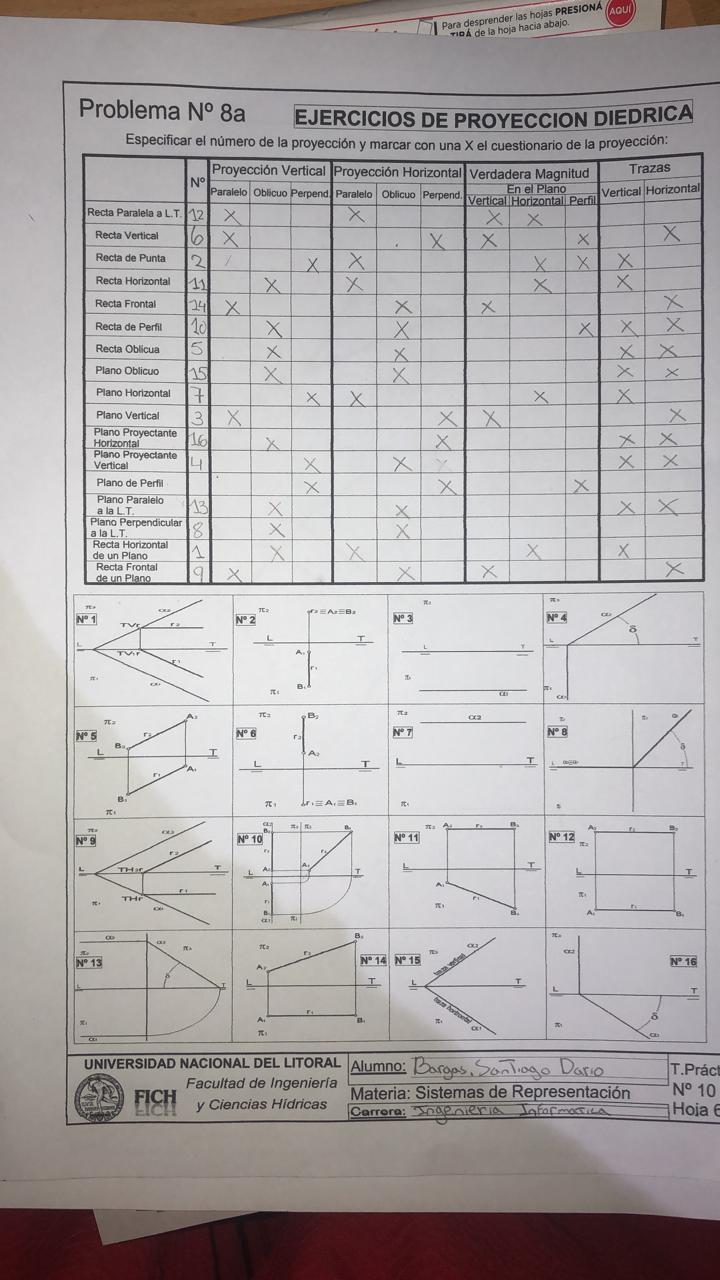 Para desprender las hojas PRESIONÁ AQUÍ
TIRÁ de la hoja hacia abajo.
Problema Nº 8a EJERCICIOS DE PROYECCION DIEDRICA
Especificar el número de la proyección y marcar con una X el cuestionario de la proyección:
Nº Proyección Vertical Proyección Horizontal Verdadera Magnitud Trazas
En el Plano
Paralelo Oblicuo Perpend. Paralelo Oblicuo Perpend. Vertical Horizontal Perfil Vertical Horizontal
Recta Paralela a L.T. 12 X X X X
Recta Vertical 6 X X X X X
Recta de Punta 2 X X X X X
Recta Horizontal 11 X X X X
Recta Frontal 14 X X X X
Recta de Perfil 10 X X X X X
Recta Oblicua 5 X X X X
Plano Oblicuo 15 X X X X
Plano Horizontal 7 X X X X
Plano Vertical 3 X X X X
Plano Proyectante
Horizontal 16 X X X X
Plano Proyectante
Vertical 4 X X X X
Plano de Perfil X X X
Plano Paralelo
a la L.T. 13 X X X X
Plano Perpendicular
a la L.T. 8 X X
Recta Horizontal
de un Plano 1 X X X X
Recta Frontal
de un Plano 9 X X X X
Nº 1 π2 α2 TVr r2 L T TVr r1 π1 α1
Nº 2 π2 r2≡A2≡B2 L T A1 r1 π1 B1
Nº 3 π2 L T π1 α1
Nº 4 π2 α2 δ L T π1 α1
Nº 5 π2 A2 r2 B2 L T r1 A1 B1 π1
Nº 6 π2 B2 r2 A2 L T π1 r1≡A1≡B1
Nº 7 π2 α2 L T π1
Nº 8 δ L T
Nº 9 π2 α2 r2 L TH2r T THr r1 π1 α1
Nº 10 π2 π3 B2 B3 r2 r3 A2 A3 L T A1 r1 B1 π1
Nº 11 π2 A2 r2 B2 L T A1 r1 B1 π1
Nº 12 A2 r2 B2 π2 L T π1 A1 r1 B1
Nº 13 α2 α3 π2 π3 δ L T π1 α1
Nº 14 π2 B2 r2 A2 L T A1 r1 B1 π1
Nº 15 π2 α2 traza vertical L T traza horizontal π1 α1
Nº 16 π2 α2 L T π1 δ α1
UNIVERSIDAD NACIONAL DEL LITORAL
FICH Facultad de Ingeniería
y Ciencias Hídricas
Alumno: Bargas, Santiago Dario
Materia: Sistemas de Representación
Carrera: Ingenieria Informatica
T.Práct
Nº 10
Hoja 6